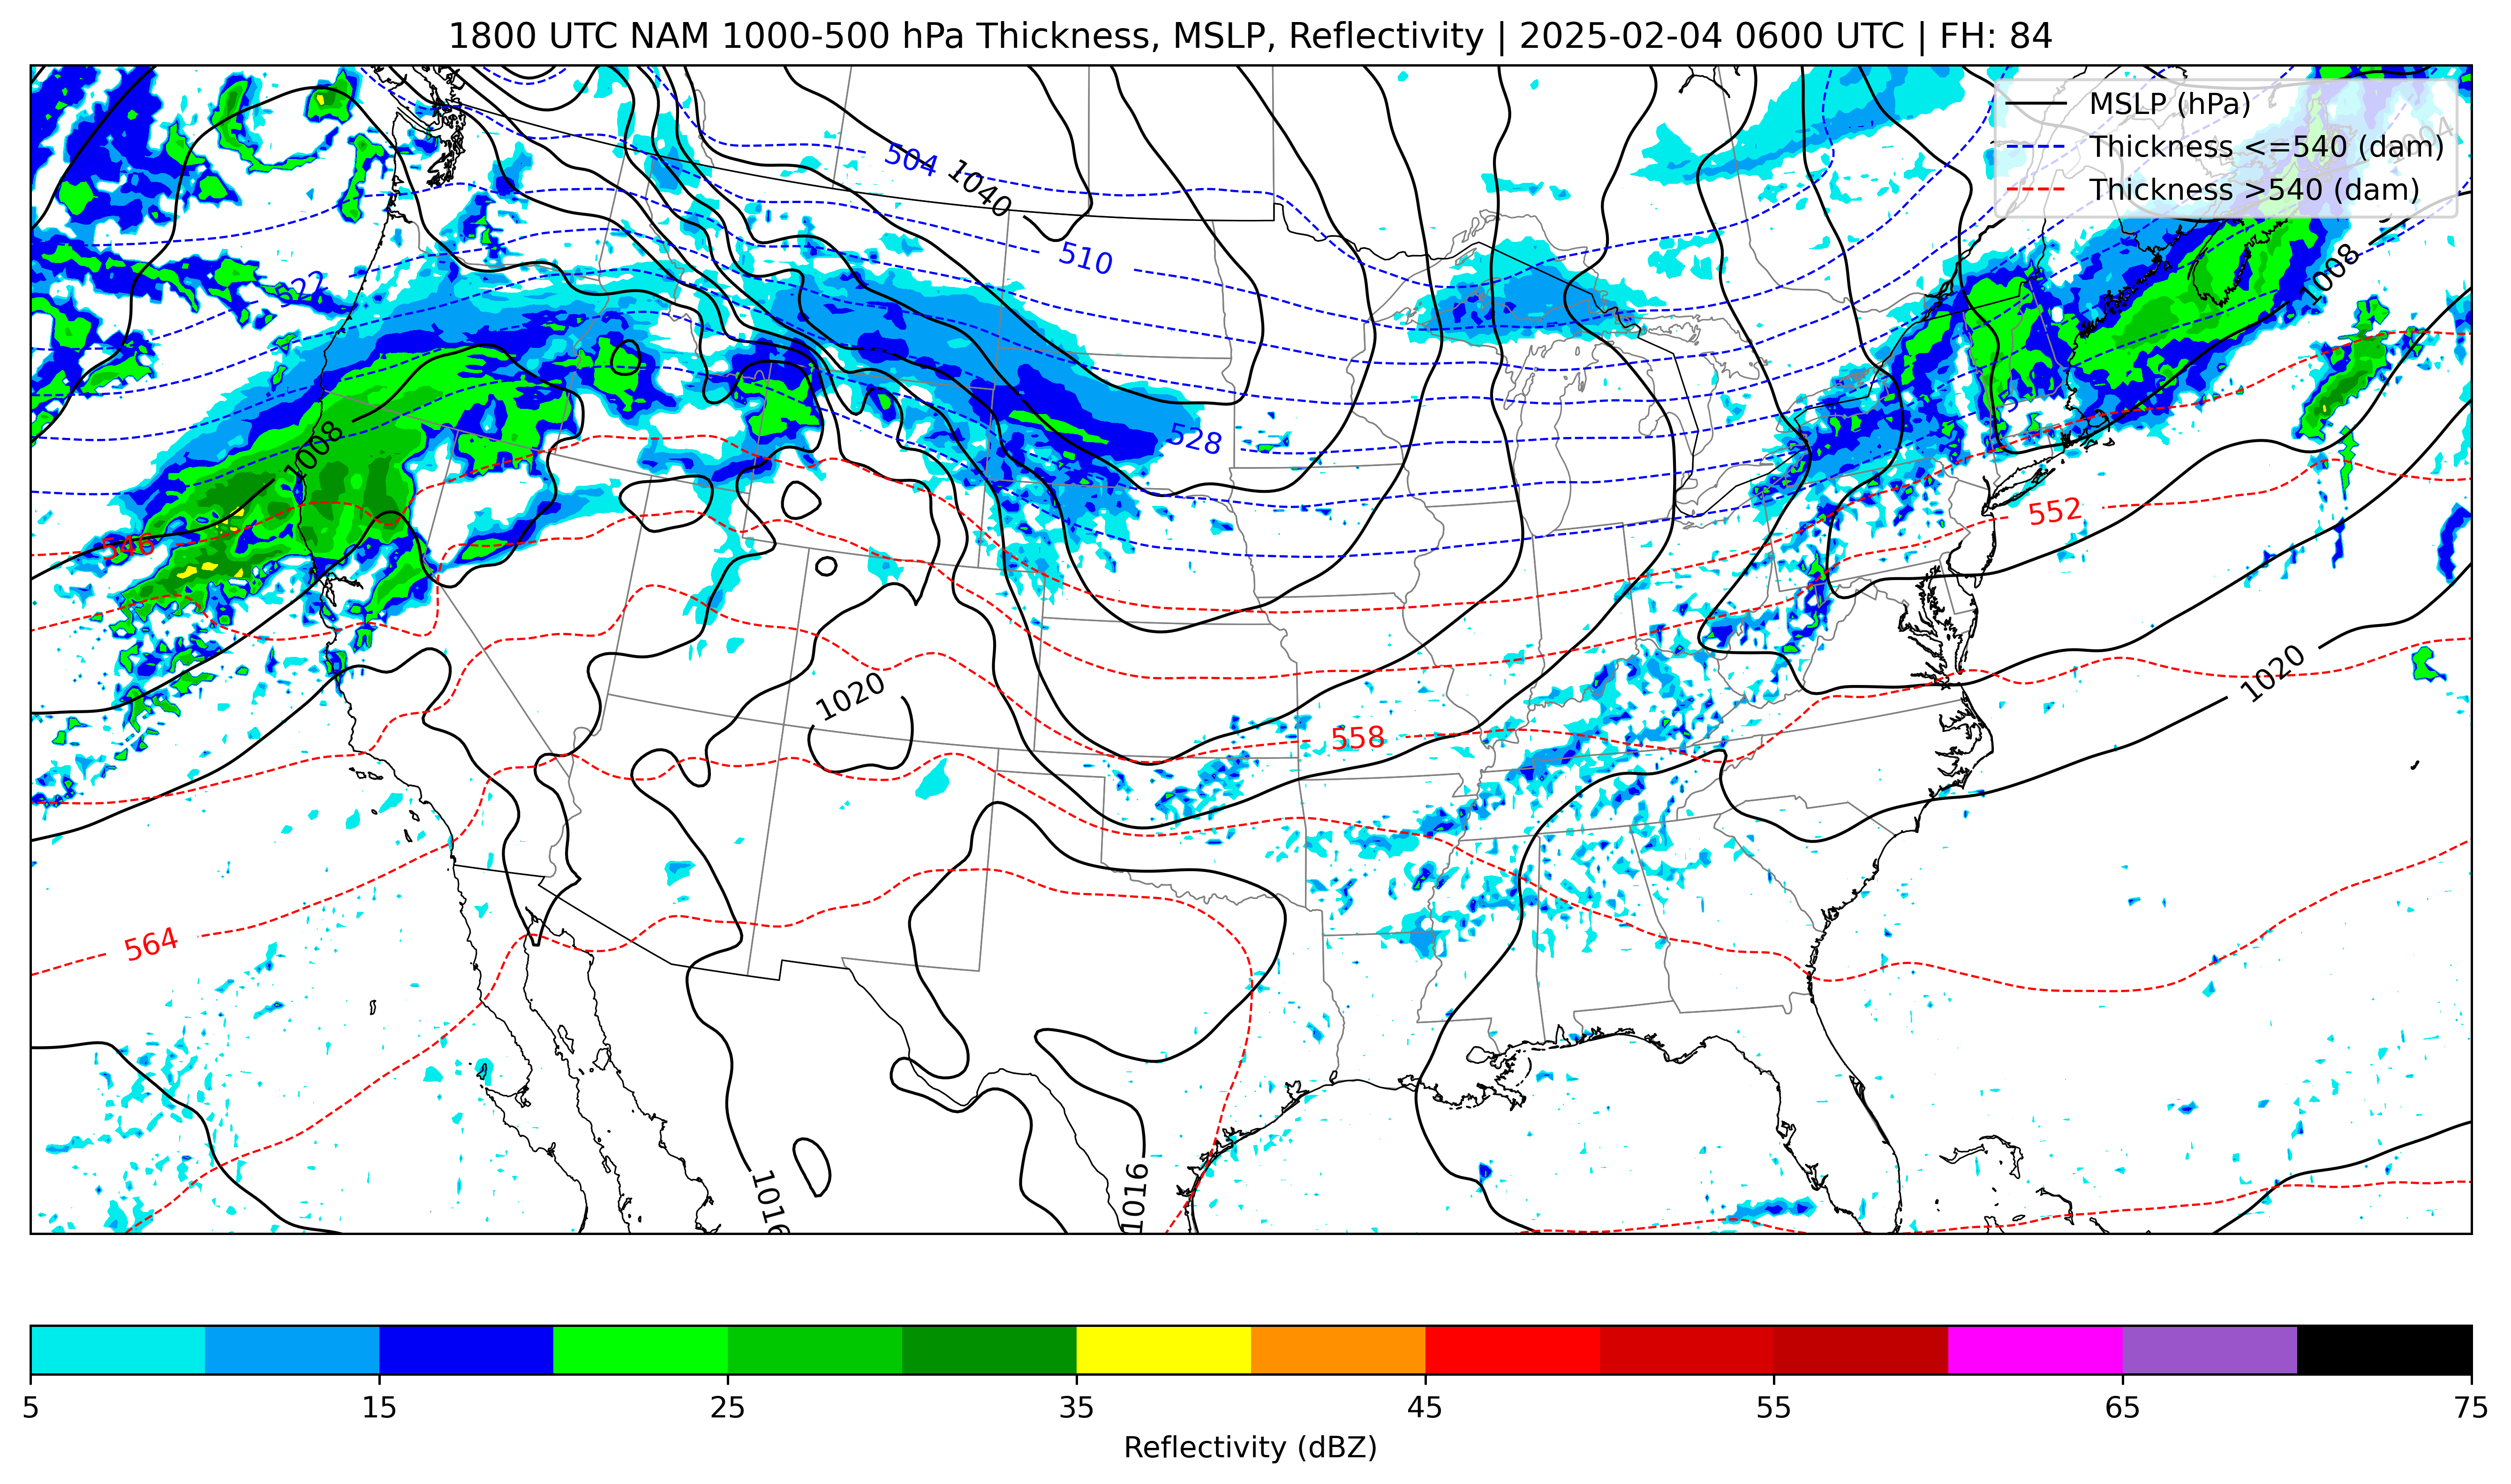 1800 UTC NAM 1000-500 hPa Thickness, MSLP, Reflectivity | 2025-02-04 0600 UTC | FH: 84
MSLP (hPa)
Thickness <=540 (dam)
Thickness >540 (dam)
1004
504
1040
510
522
1008
1008
528
546
552
1020
1020
558
564
1016
1016
5 15 25 35 45 55 65 75
Reflectivity (dBZ)